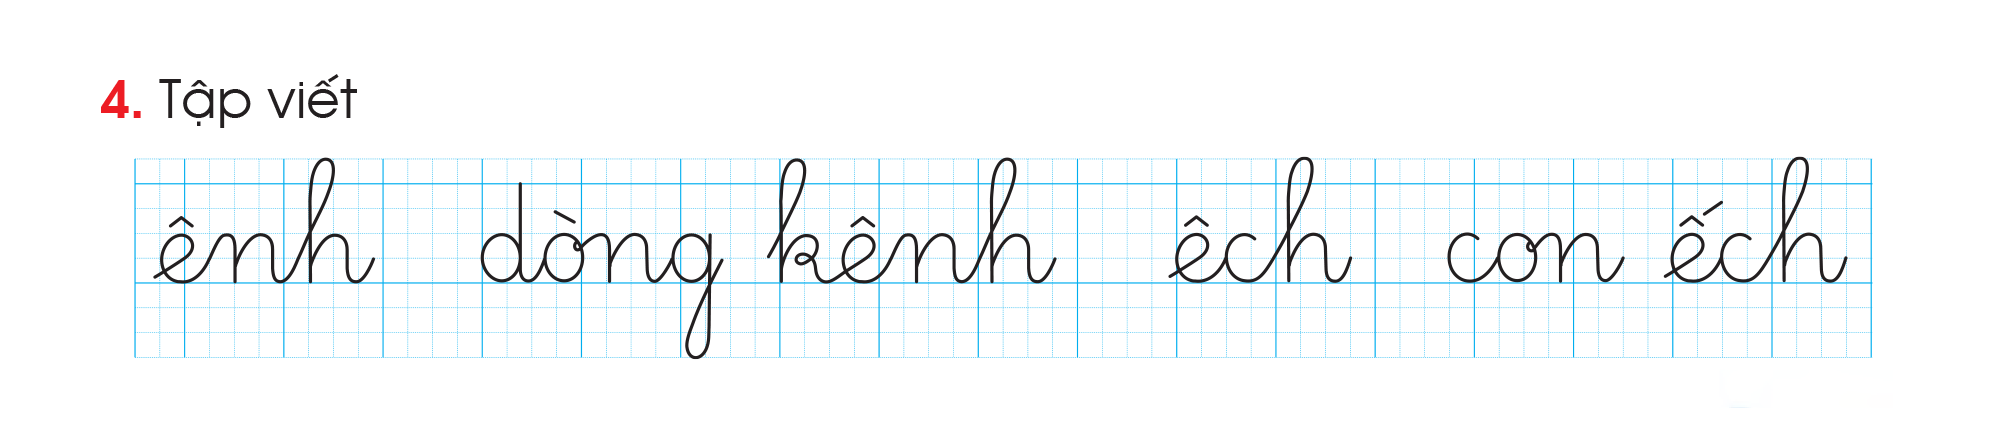 4. Tập viết
ênh dòng kênh êch con ếch